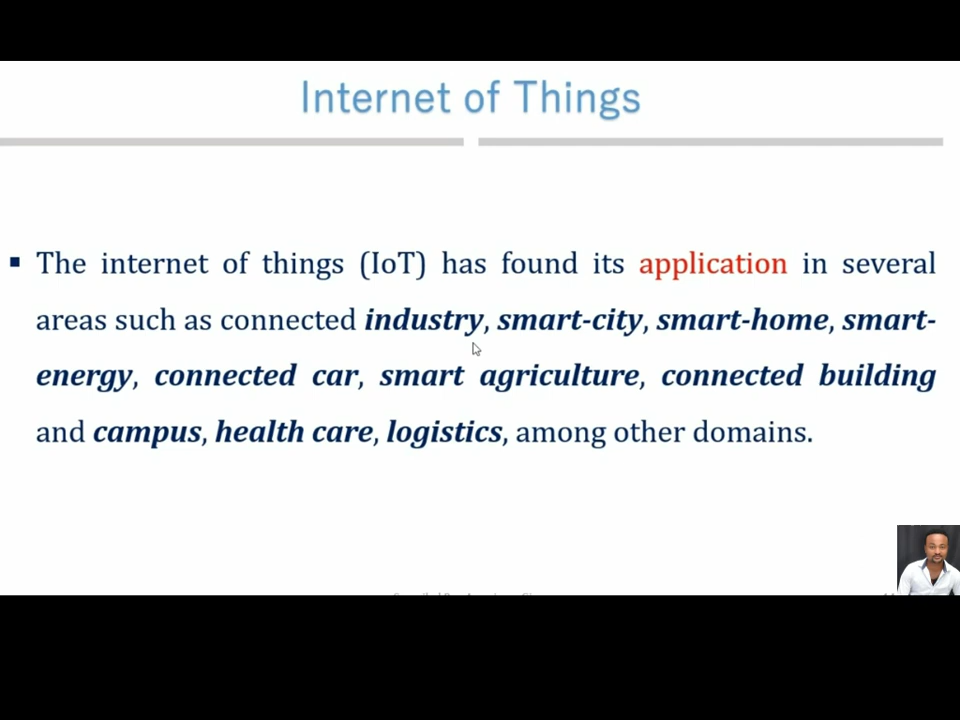 Internet of Things
▪ The internet of things (IoT) has found its application in several
areas such as connected industry, smart-city, smart-home, smart-
energy, connected car, smart agriculture, connected building
and campus, health care, logistics, among other domains.